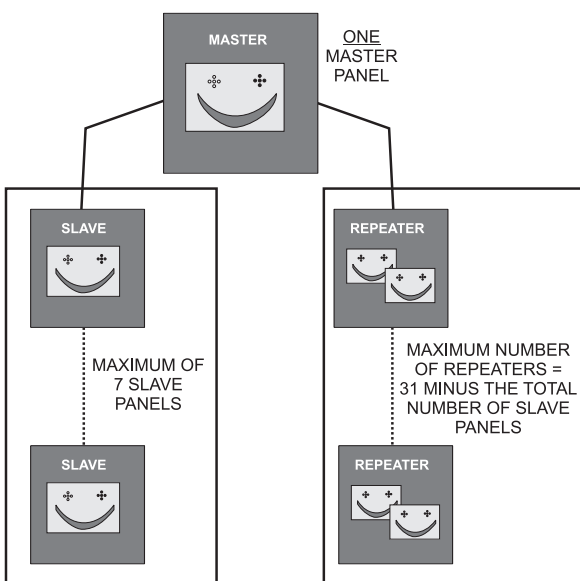 MASTER
ONE
MASTER
PANEL
SLAVE
MAXIMUM OF
7 SLAVE
PANELS
SLAVE
REPEATER
MAXIMUM NUMBER
OF REPEATERS =
31 MINUS THE TOTAL
NUMBER OF SLAVE
PANELS
REPEATER